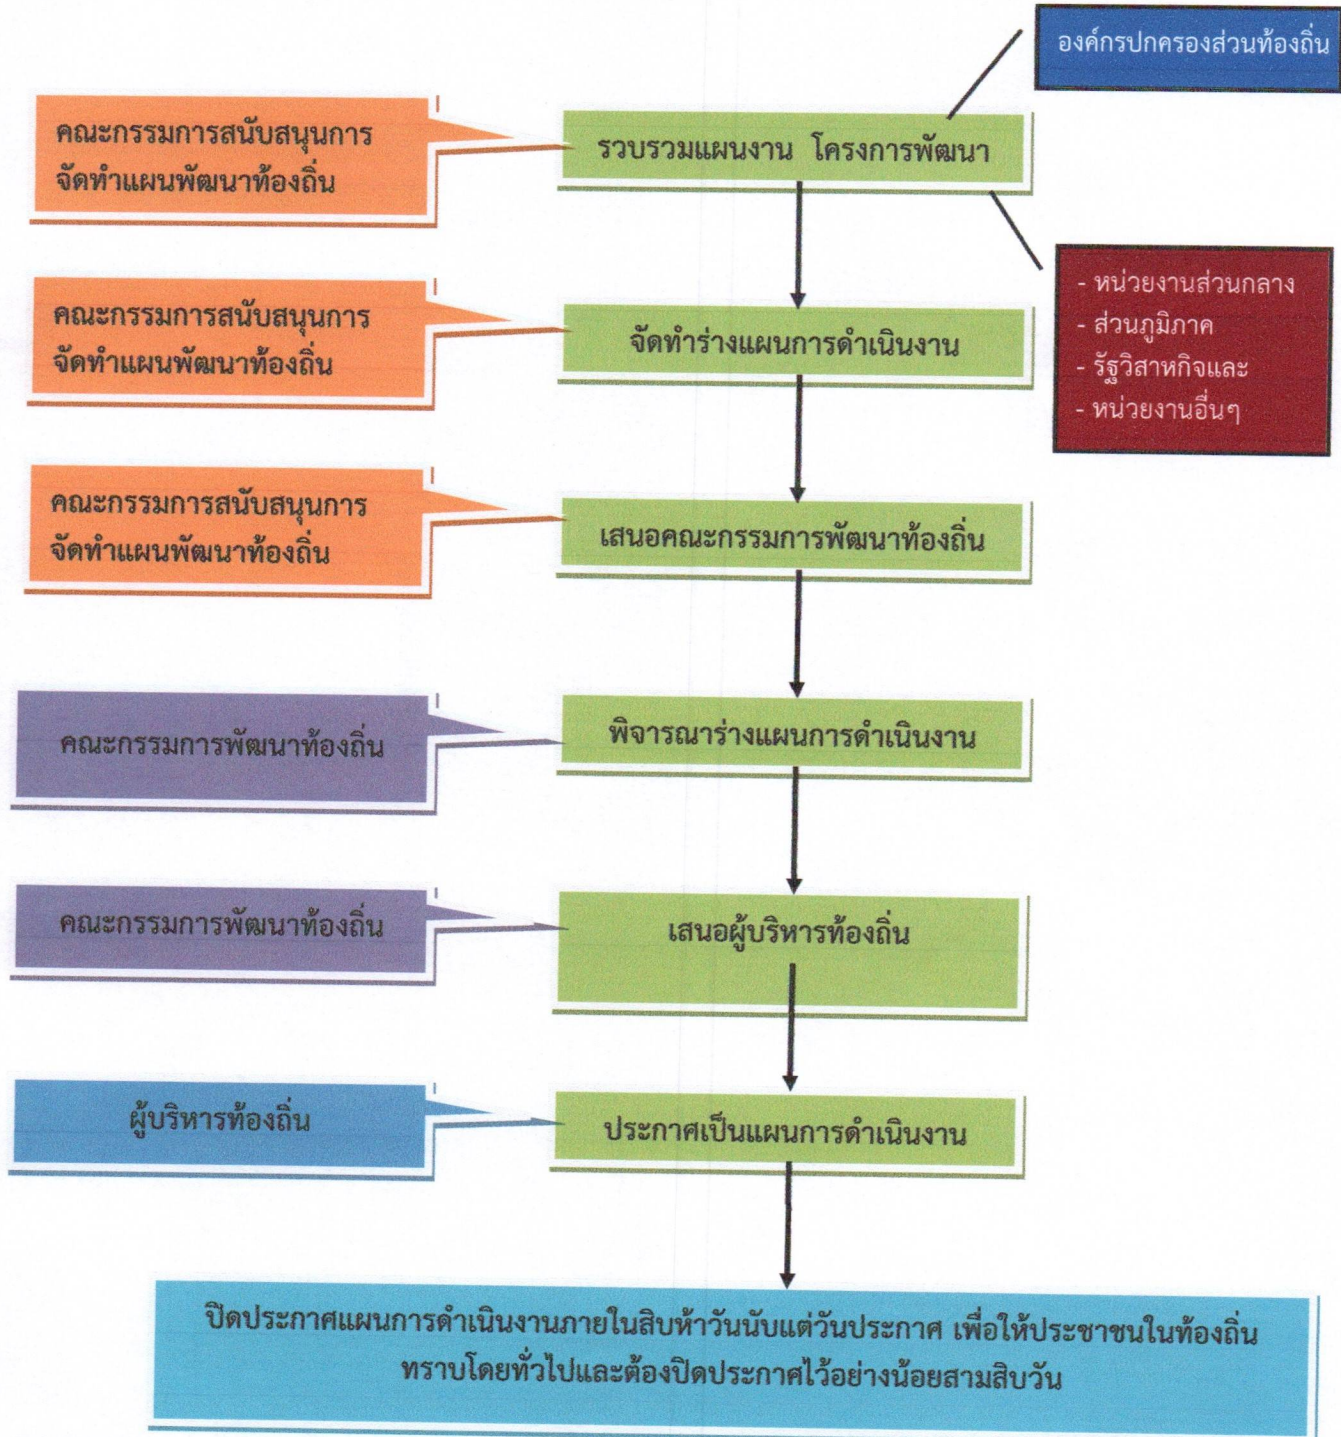 องค์กรปกครองส่วนท้องถิ่น
คณะกรรมการสนับสนุนการ
จัดทำแผนพัฒนาท้องถิ่น
รวบรวมแผนงาน โครงการพัฒนา
- หน่วยงานส่วนกลาง
- ส่วนภูมิภาค
- รัฐวิสาหกิจและ
- หน่วยงานอื่นๆ
คณะกรรมการสนับสนุนการ
จัดทำแผนพัฒนาท้องถิ่น
จัดทำร่างแผนการดำเนินงาน
คณะกรรมการสนับสนุนการ
จัดทำแผนพัฒนาท้องถิ่น
เสนอคณะกรรมการพัฒนาท้องถิ่น
คณะกรรมการพัฒนาท้องถิ่น
พิจารณาร่างแผนการดำเนินงาน
คณะกรรมการพัฒนาท้องถิ่น
เสนอผู้บริหารท้องถิ่น
ผู้บริหารท้องถิ่น
ประกาศเป็นแผนการดำเนินงาน
ปิดประกาศแผนการดำเนินงานภายในสิบห้าวันนับแต่วันประกาศ เพื่อให้ประชาชนในท้องถิ่น
ทราบโดยทั่วไปและต้องปิดประกาศไว้อย่างน้อยสามสิบวัน